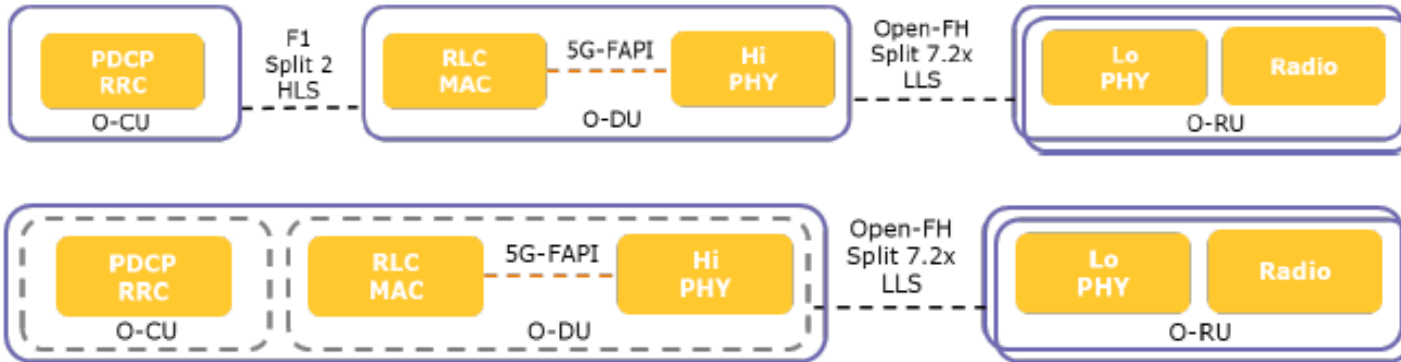 PDCP
RRC
O-CU
F1
Split 2
HLS
RLC
MAC
5G-FAPI
Hi
PHY
O-DU
Open-FH
Split 7.2x
LLS
Lo
PHY
Radio
O-RU
PDCP
RRC
O-CU
RLC
MAC
5G-FAPI
Hi
PHY
O-DU
Open-FH
Split 7.2x
LLS
Lo
PHY
Radio
O-RU